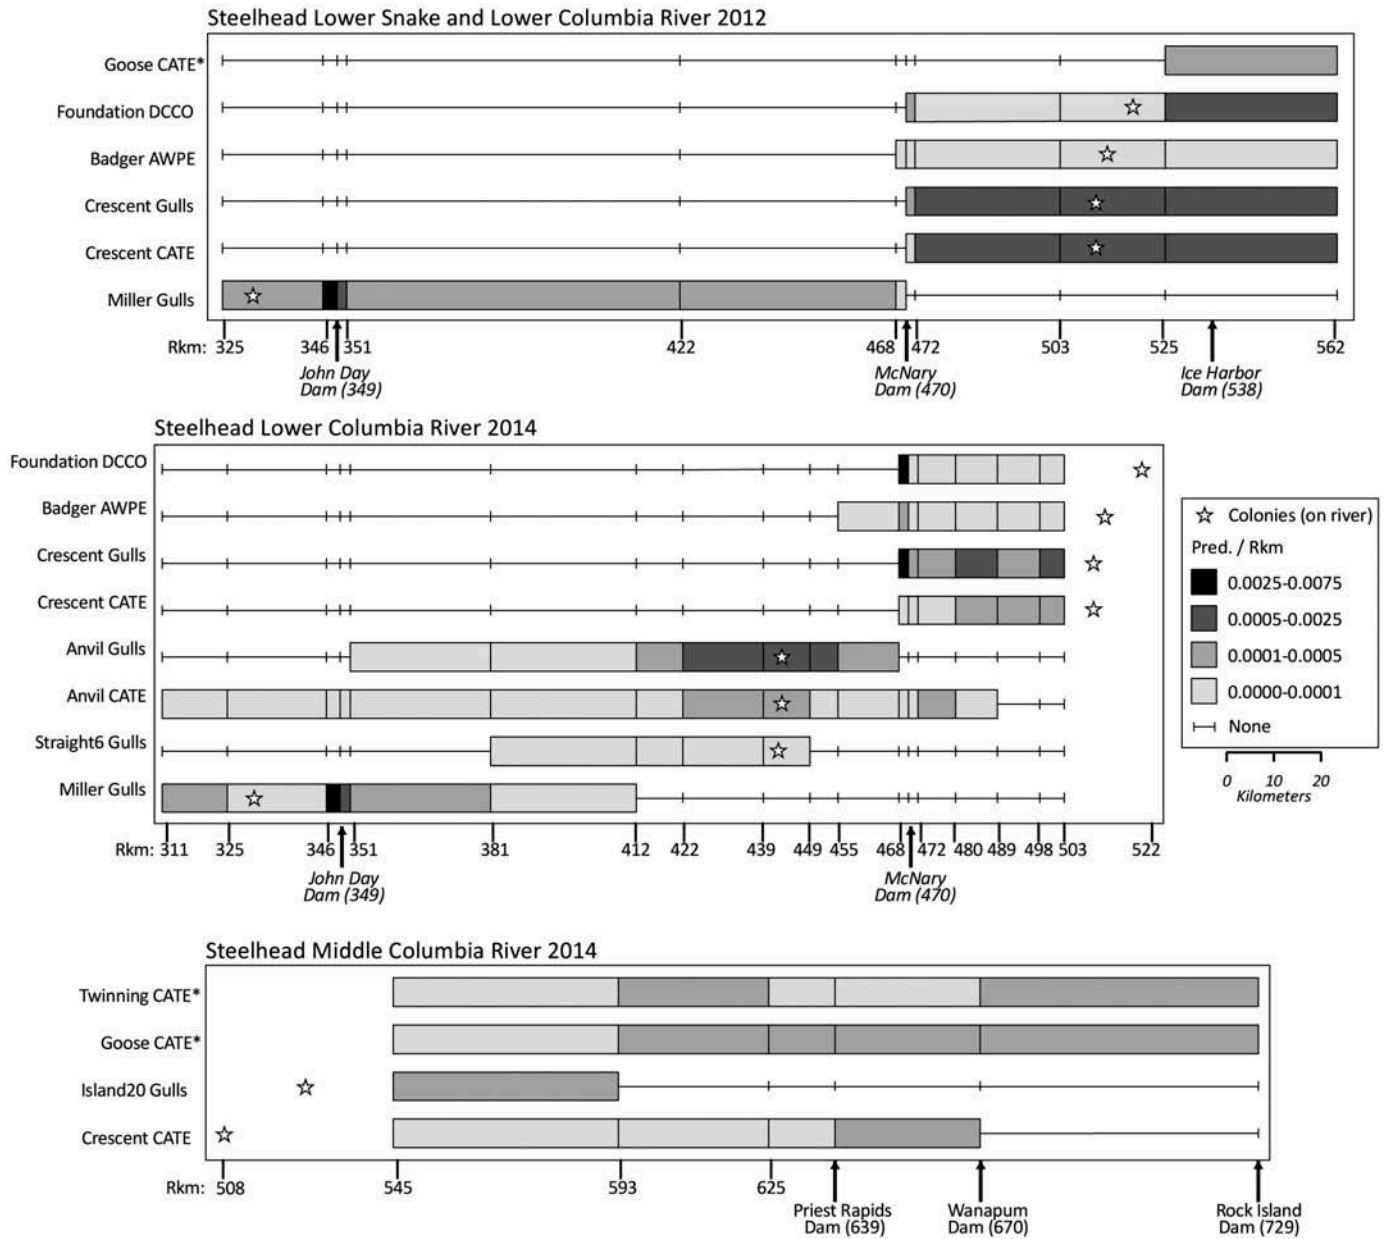 Steelhead Lower Snake and Lower Columbia River 2012
Goose CATE*
Foundation DCCO
Badger AWPE
Crescent Gulls
Crescent CATE
Miller Gulls
Rkm: 325 346 351 422 468 472 503 525 562
John Day
Dam (349)
McNary
Dam (470)
Ice Harbor
Dam (538)
Steelhead Lower Columbia River 2014
Foundation DCCO
Badger AWPE
Crescent Gulls
Crescent CATE
Anvil Gulls
Anvil CATE
Straight6 Gulls
Miller Gulls
Rkm: 311 325 346 351 381 412 422 439 449 455 468 472 480 489 498 503 522
John Day
Dam (349)
McNary
Dam (470)
Colonies (on river)
Pred. / Rkm
0.0025-0.0075
0.0005-0.0025
0.0001-0.0005
0.0000-0.0001
None
0 10 20
Kilometers
Steelhead Middle Columbia River 2014
Twinning CATE*
Goose CATE*
Island20 Gulls
Crescent CATE
Rkm: 508 545 593 625
Priest Rapids
Dam (639)
Wanapum
Dam (670)
Rock Island
Dam (729)